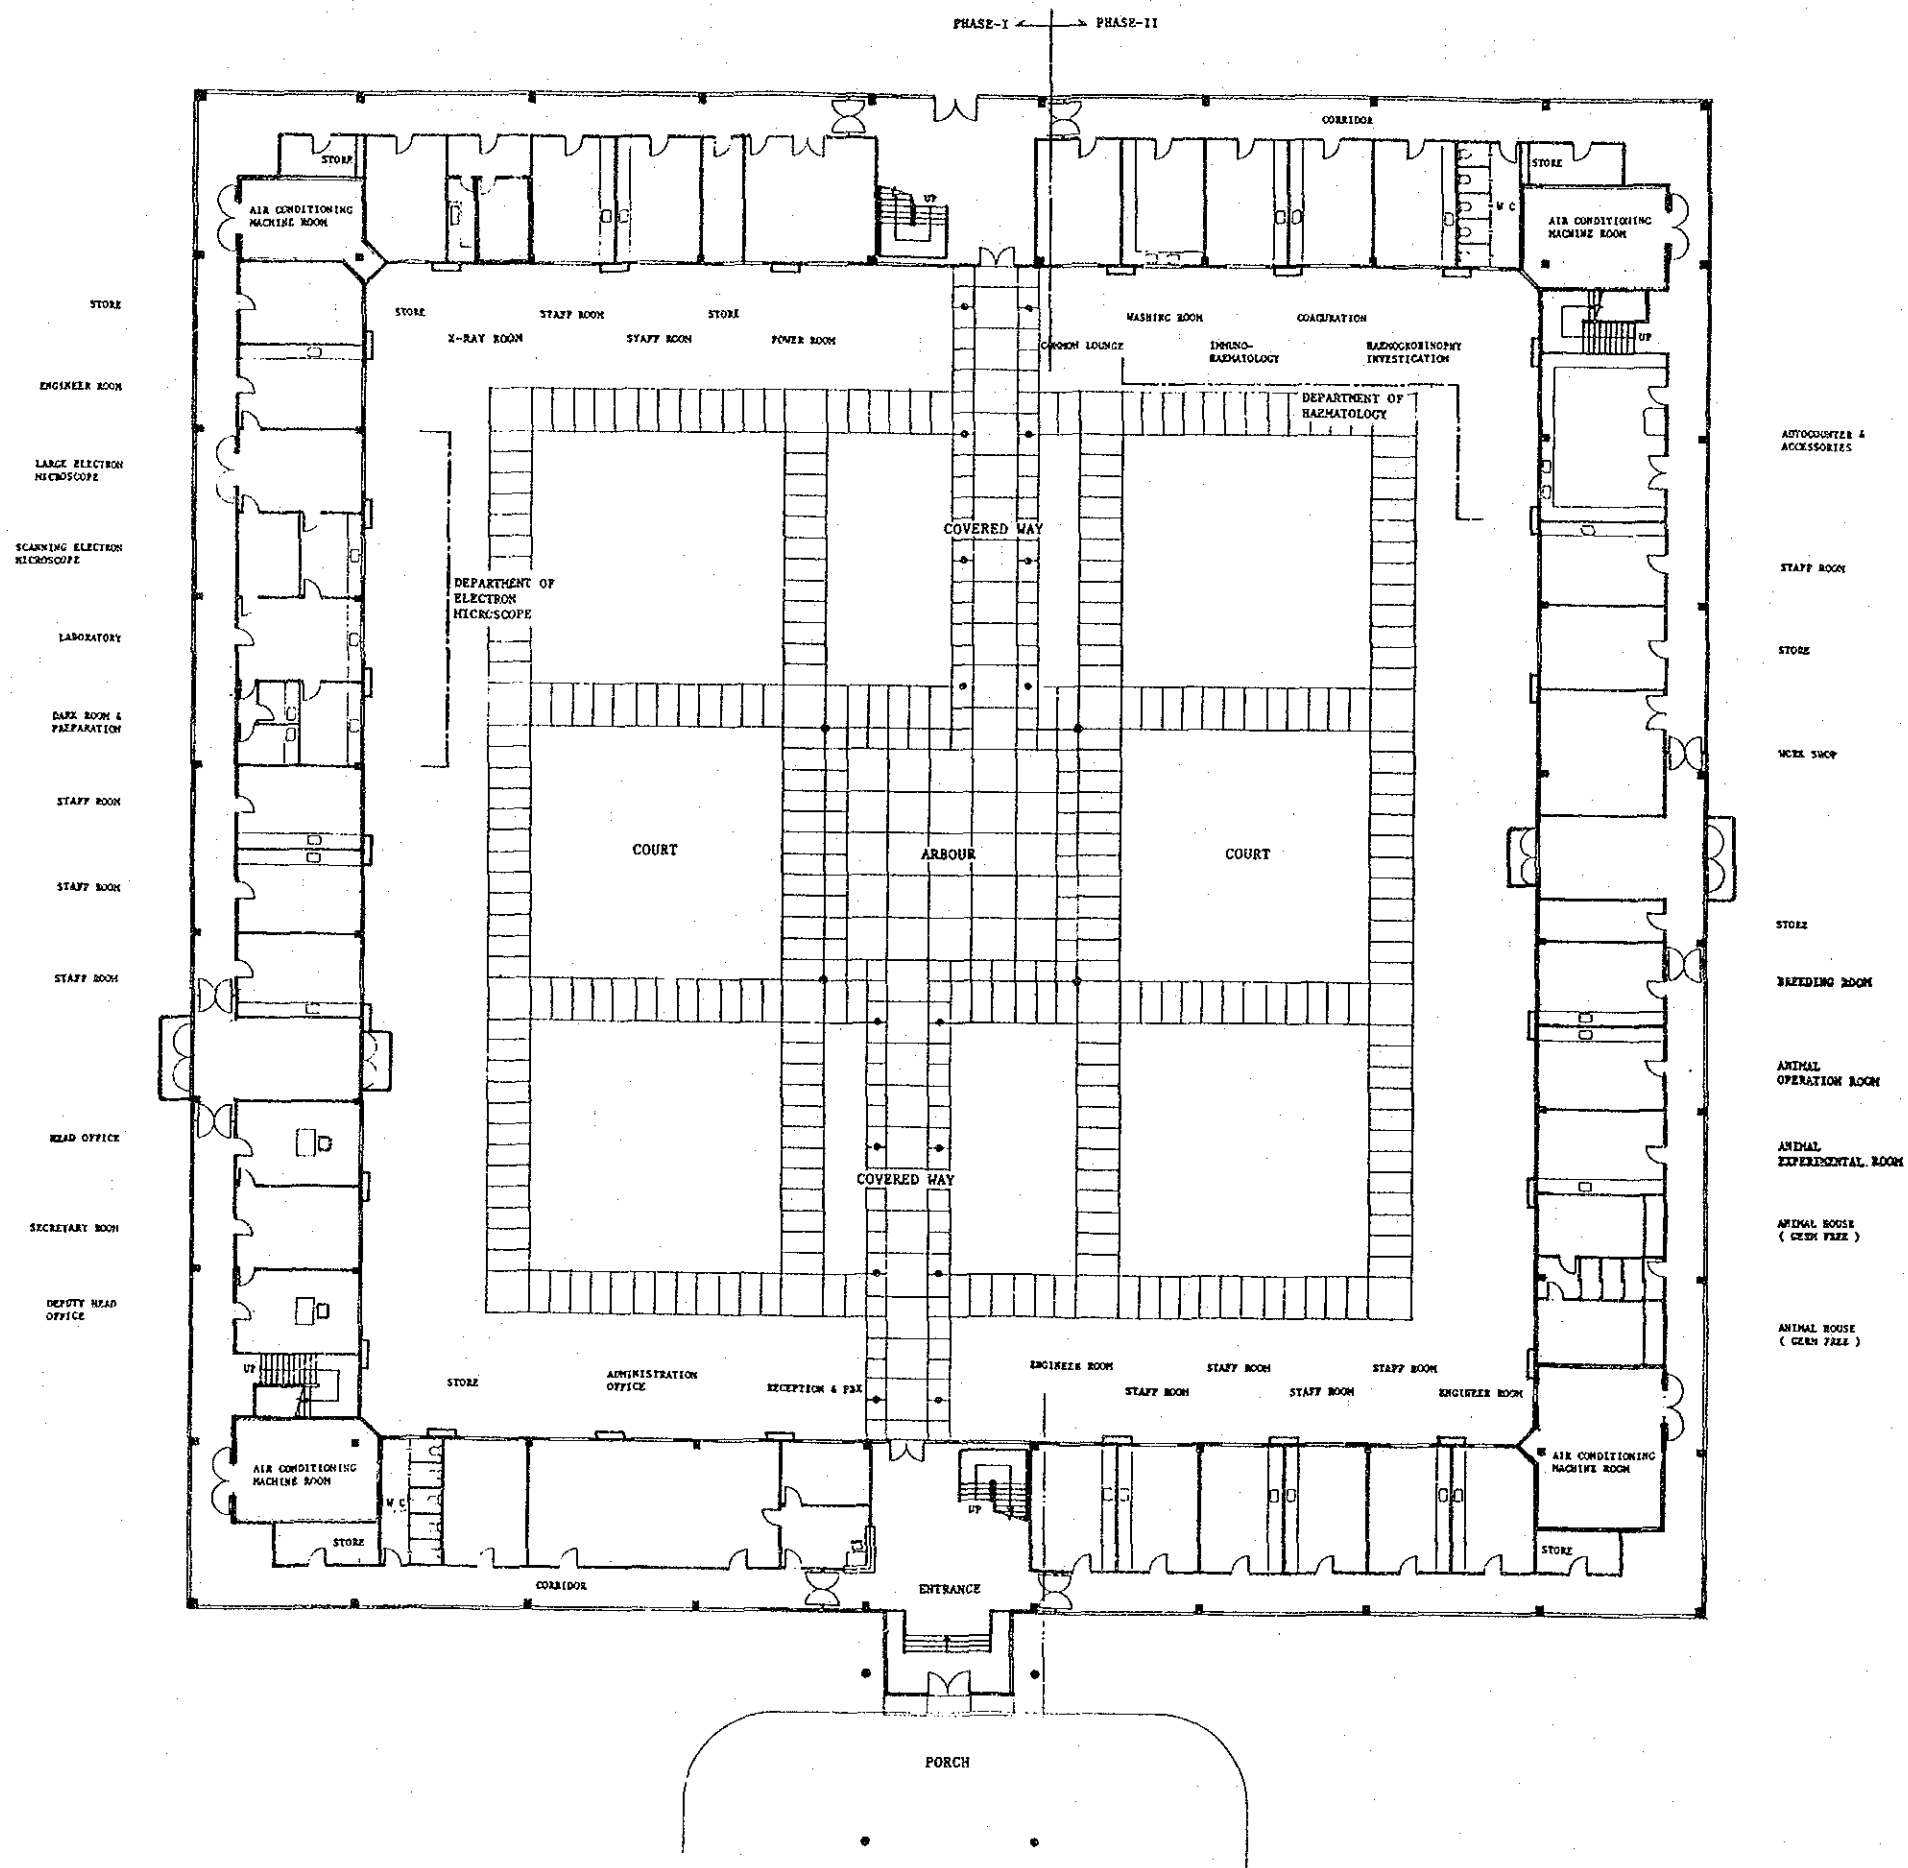 PHASE-I
PHASE-II
CORRIDOR
STORE
STORE
AIR CONDITIONING
MACHINE ROOM
UP
W C
AIR CONDITIONING
MACHINE ROOM
STORE
STORE
STAFF ROOM
STORE
WASHING ROOM
COAGURATION
X-RAY ROOM
STAFF ROOM
POWER ROOM
COMMON LOUNGE
IMMUNO-
HAEMATOLOGY
HAEMOGROBINOPHY
INVESTIGATION
UP
ENGINEER ROOM
DEPARTMENT OF
HAEMATOLOGY
AUTOCOUNTER &
ACCESSORIES
LARGE ELECTRON
MICROSCOPE
COVERED WAY
SCANNING ELECTRON
MICROSCOPE
STAFF ROOM
DEPARTMENT OF
ELECTRON
MICROSCOPE
LABORATORY
STORE
DARK ROOM &
PREPARATION
WORK SHOP
STAFF ROOM
COURT
ARBOUR
COURT
STAFF ROOM
STORE
STAFF ROOM
BREEDING ROOM
ANIMAL
OPERATION ROOM
HEAD OFFICE
ANIMAL
EXPERIMENTAL ROOM
COVERED WAY
SECRETARY ROOM
ANIMAL HOUSE
( GERM FREE )
DEPUTY HEAD
OFFICE
ANIMAL HOUSE
( GERM FREE )
UP
STORE
ADMINISTRATION
OFFICE
RECEPTION & PBX
ENGINEER ROOM
STAFF ROOM
STAFF ROOM
STAFF ROOM
STAFF ROOM
ENGINEER ROOM
AIR CONDITIONING
MACHINE ROOM
W C
UP
AIR CONDITIONING
MACHINE ROOM
STORE
STORE
CORRIDOR
ENTRANCE
PORCH